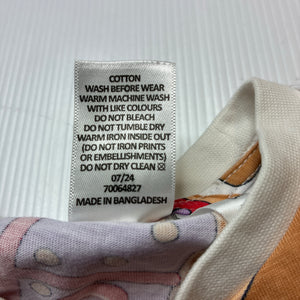 COTTON
WASH BEFORE WEAR
WARM MACHINE WASH
WITH LIKE COLOURS
DO NOT BLEACH
DO NOT TUMBLE DRY
WARM IRON INSIDE OUT
(DO NOT IRON PRINTS
OR EMBELLISHMENTS)
DO NOT DRY CLEAN ☒
07/24
70064827
MADE IN BANGLADESH